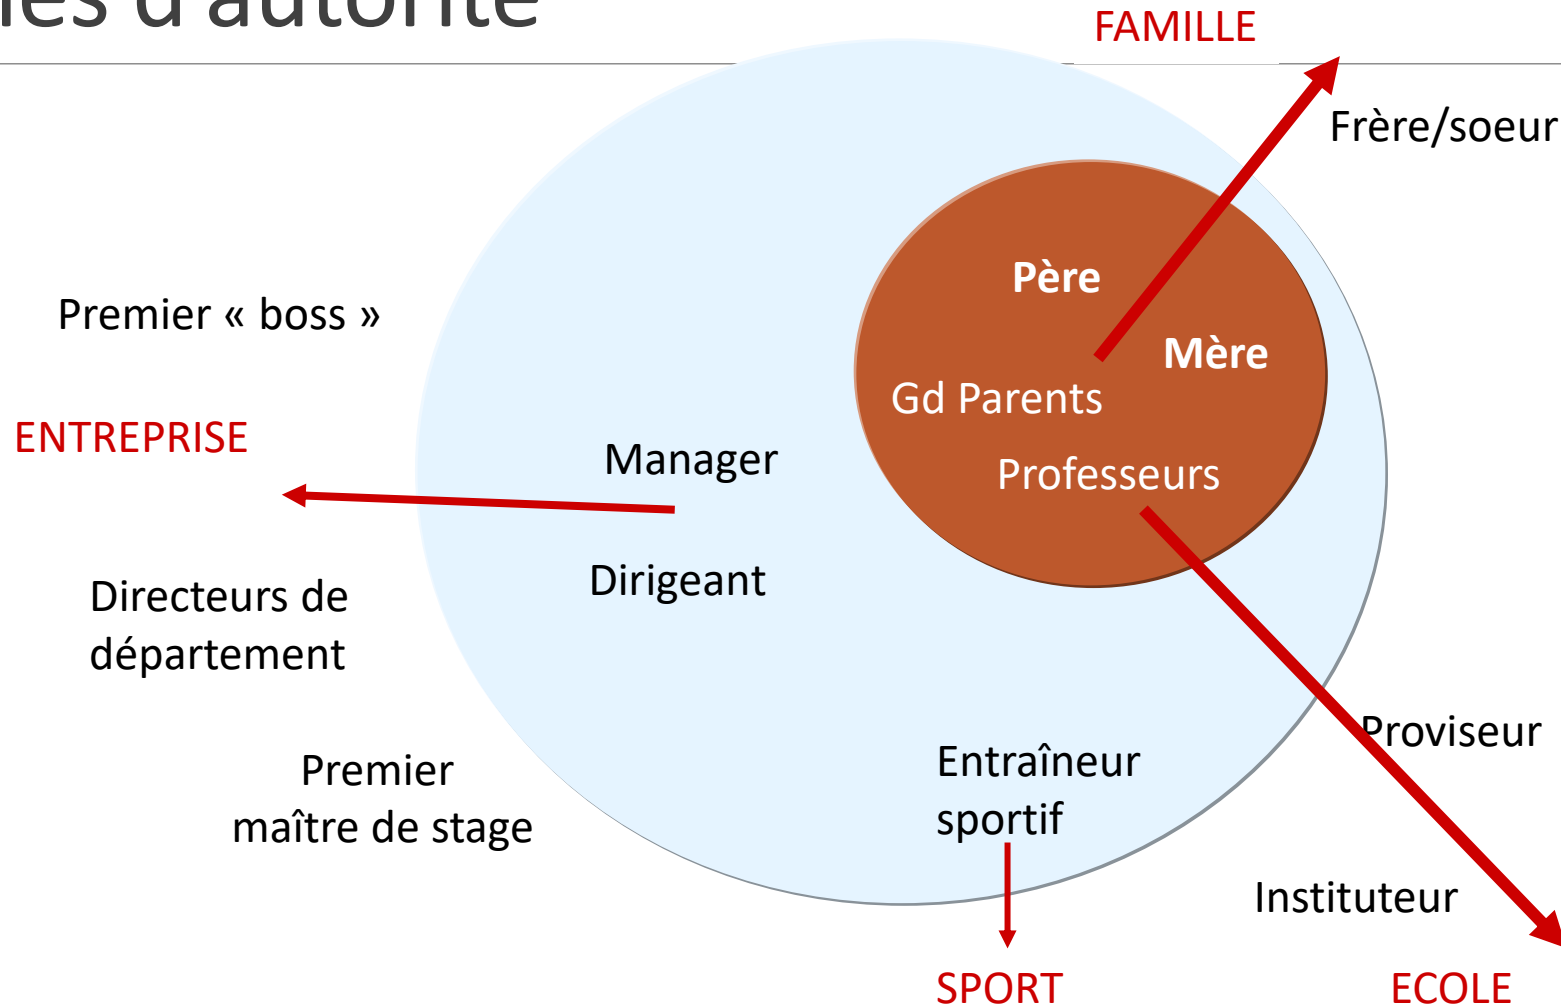 d'autorité
FAMILLE
Frère/soeur
Père
Premier « boss »
Mère
Gd Parents
ENTREPRISE
Manager
Professeurs
Dirigeant
Directeurs de
département
Proviseur
Entraîneur
sportif
Premier
maître de stage
Instituteur
SPORT
ECOLE